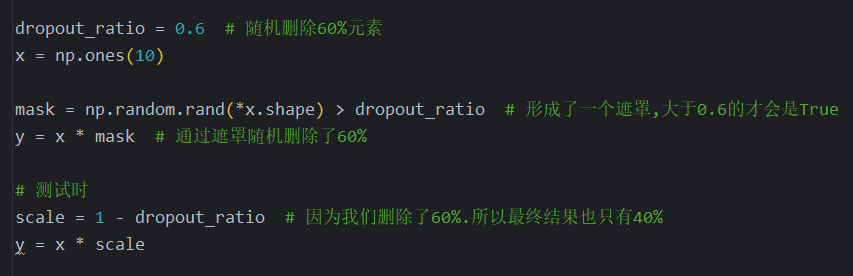 dropout_ratio = 0.6  # 随机删除60%元素
x = np.ones(10)
mask = np.random.rand(*x.shape) > dropout_ratio  # 形成了一个遮罩,大于0.6的才会是True
y = x * mask  # 通过遮罩随机删除了60%
# 测试时
scale = 1 - dropout_ratio  # 因为我们删除了60%.所以最终结果也只有40%
y = x * scale